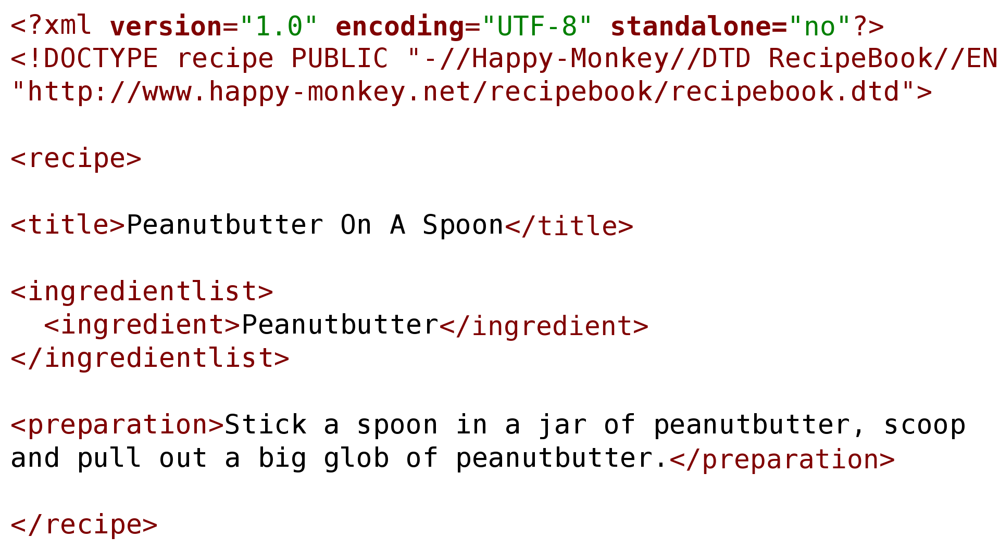 <?xml version="1.0" encoding="UTF-8" standalone="no"?>
<!DOCTYPE recipe PUBLIC "-//Happy-Monkey//DTD RecipeBook//EN
"http://www.happy-monkey.net/recipebook/recipebook.dtd">
<recipe>
<title>Peanutbutter On A Spoon</title>
<ingredientlist>
  <ingredient>Peanutbutter</ingredient>
</ingredientlist>
<preparation>Stick a spoon in a jar of peanutbutter, scoop
and pull out a big glob of peanutbutter.</preparation>
</recipe>